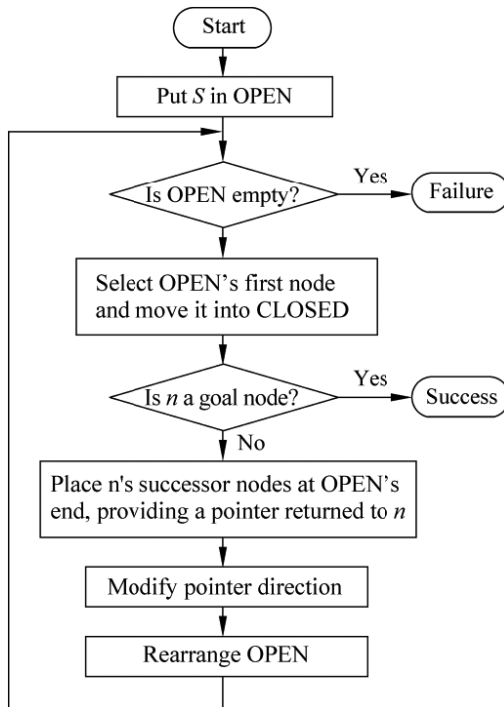 Start
Put S in OPEN
Is OPEN empty?
Yes
Failure
Select OPEN’s first node
and move it into CLOSED
Is n a goal node?
Yes
Success
No
Place n's successor nodes at OPEN’s
end, providing a pointer returned to n
Modify pointer direction
Rearrange OPEN